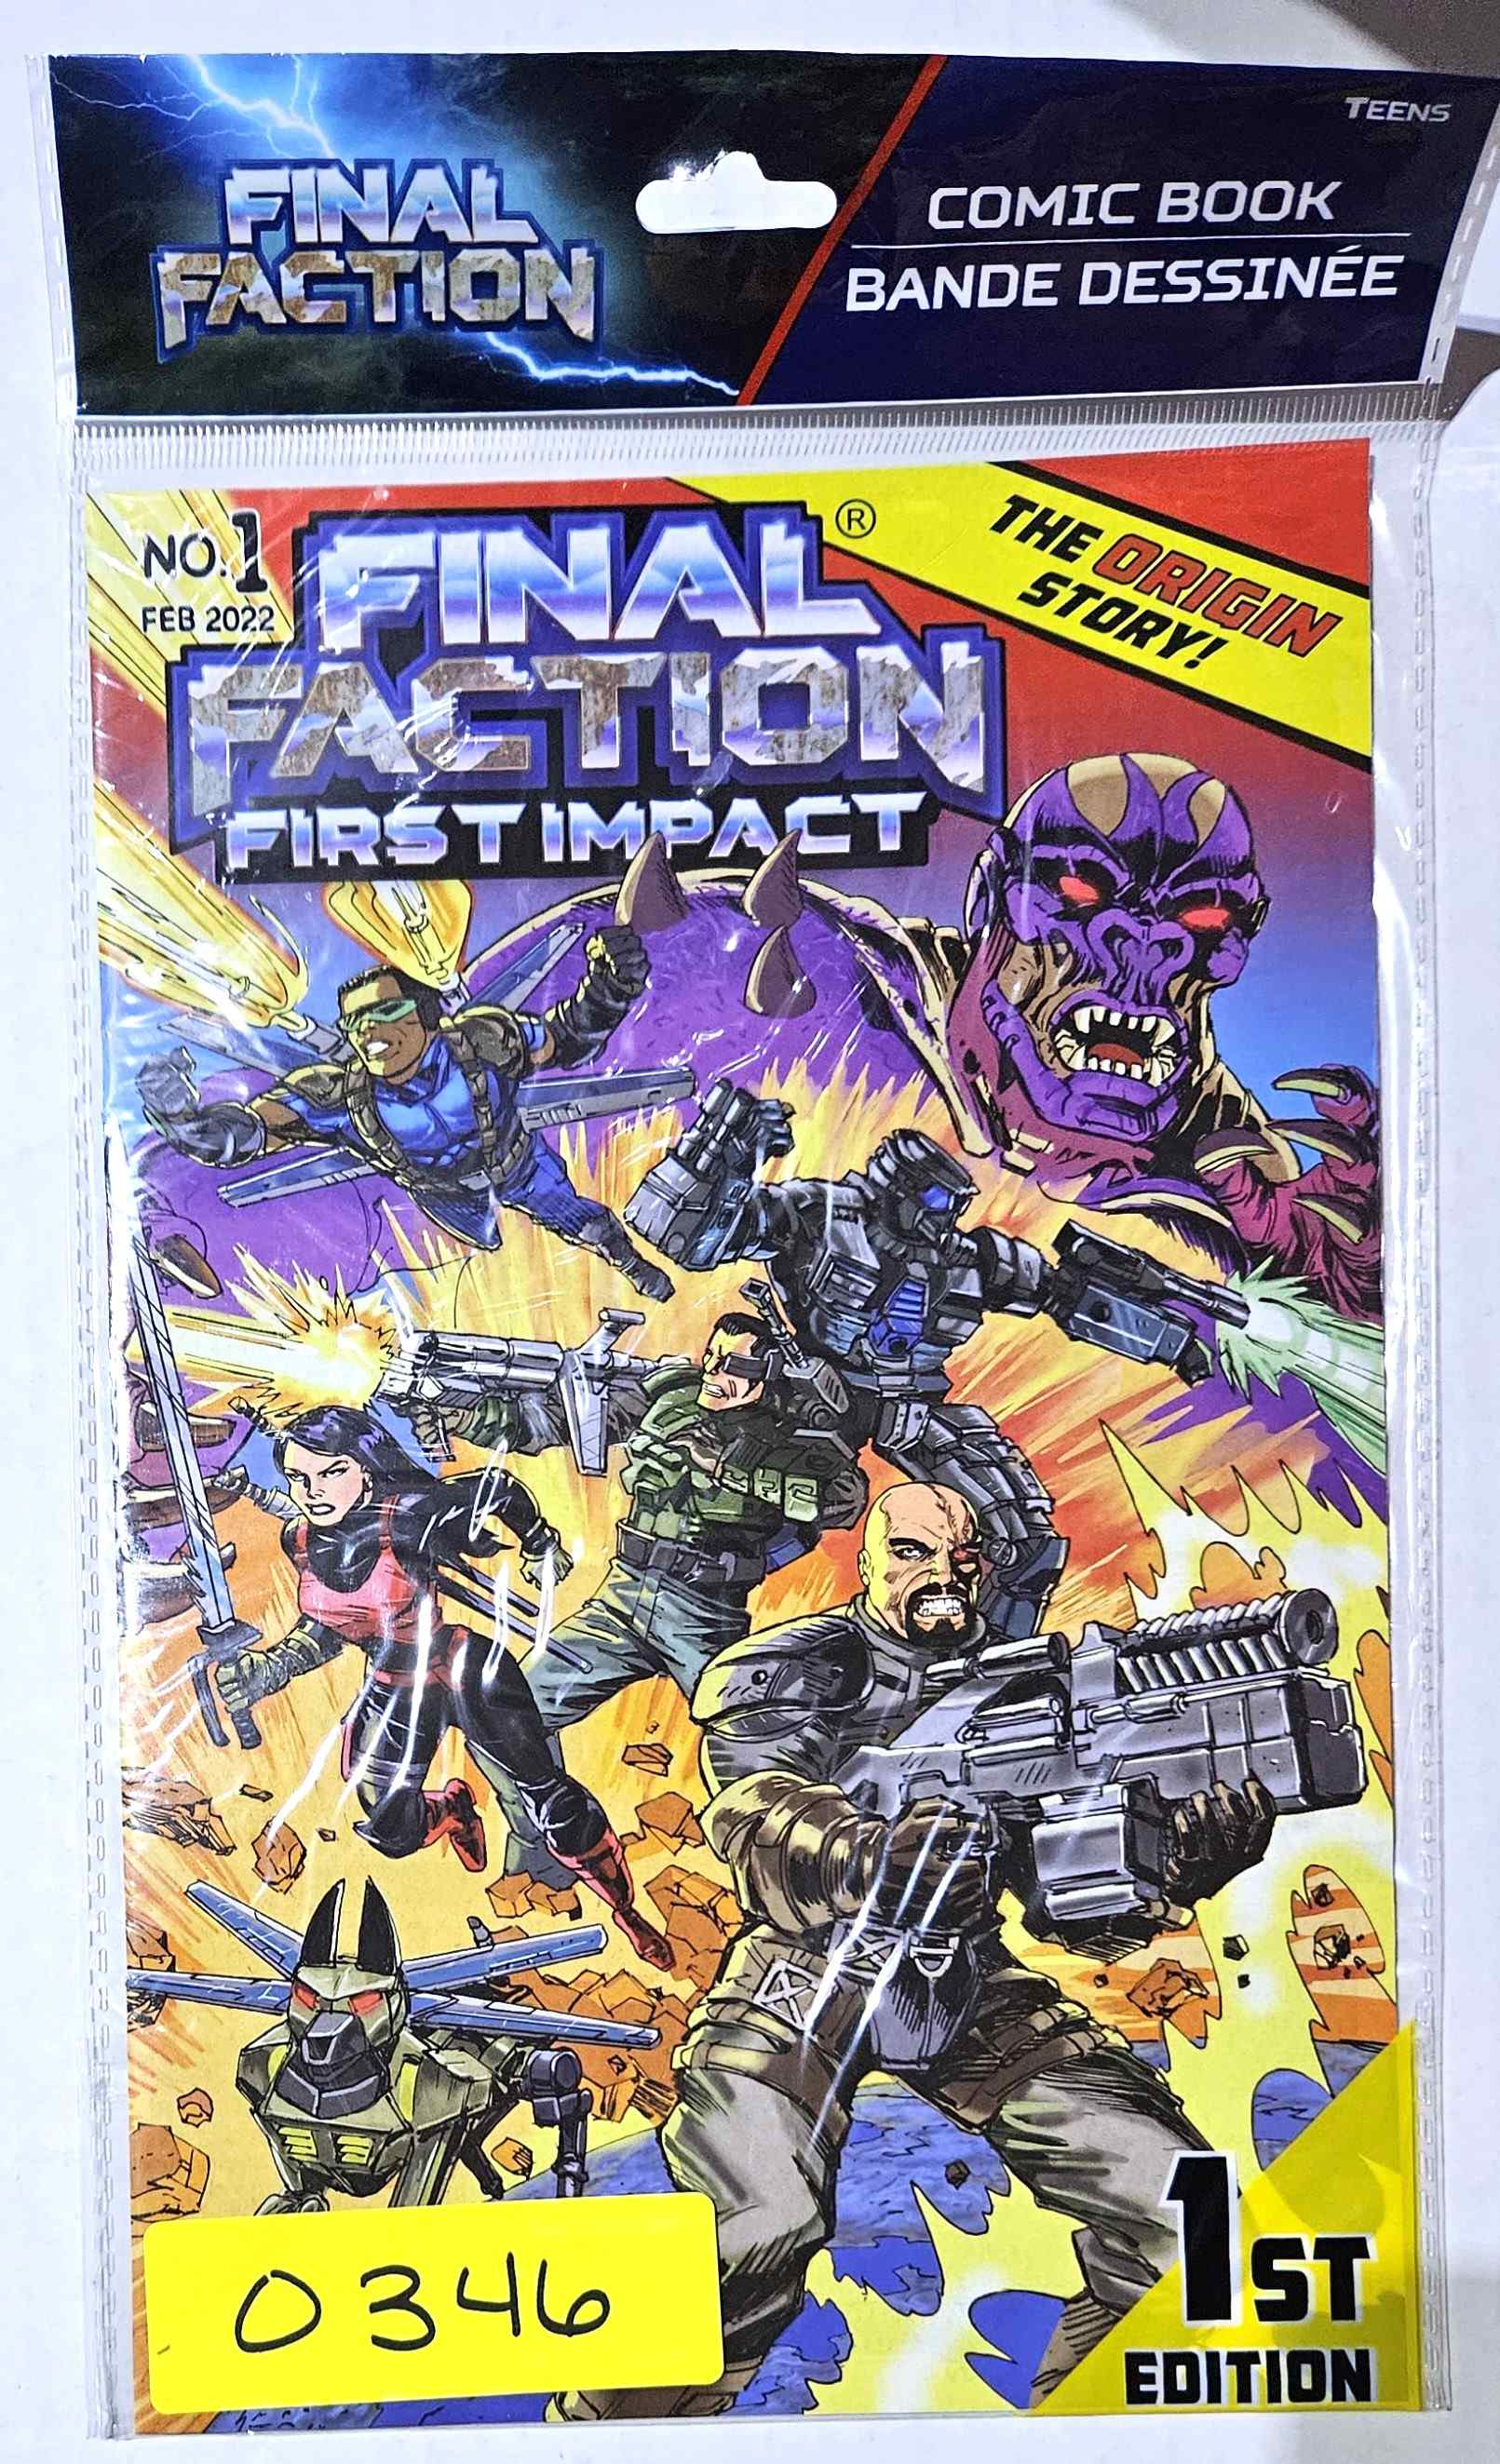 TEENS
FINAL
FACTION
COMIC BOOK
BANDE DESSINÉE
NO.1
FEB 2022
FINAL
FACTION
FIRST IMPACT
®
THE ORIGIN
STORY!
0346
1ST
EDITION